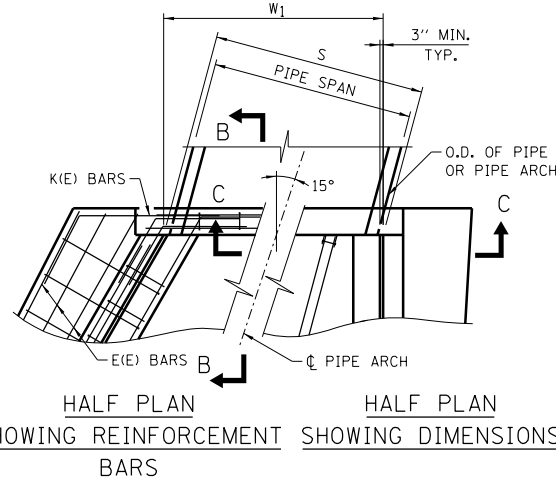 W1
3" MIN.
TYP.
S
PIPE SPAN
B
O.D. OF PIPE
OR PIPE ARCH
K(E) BARS
C
15°
C
E(E) BARS
B
℄ PIPE ARCH
HALF PLAN
HOWING REINFORCEMENT
BARS
HALF PLAN
SHOWING DIMENSIONS